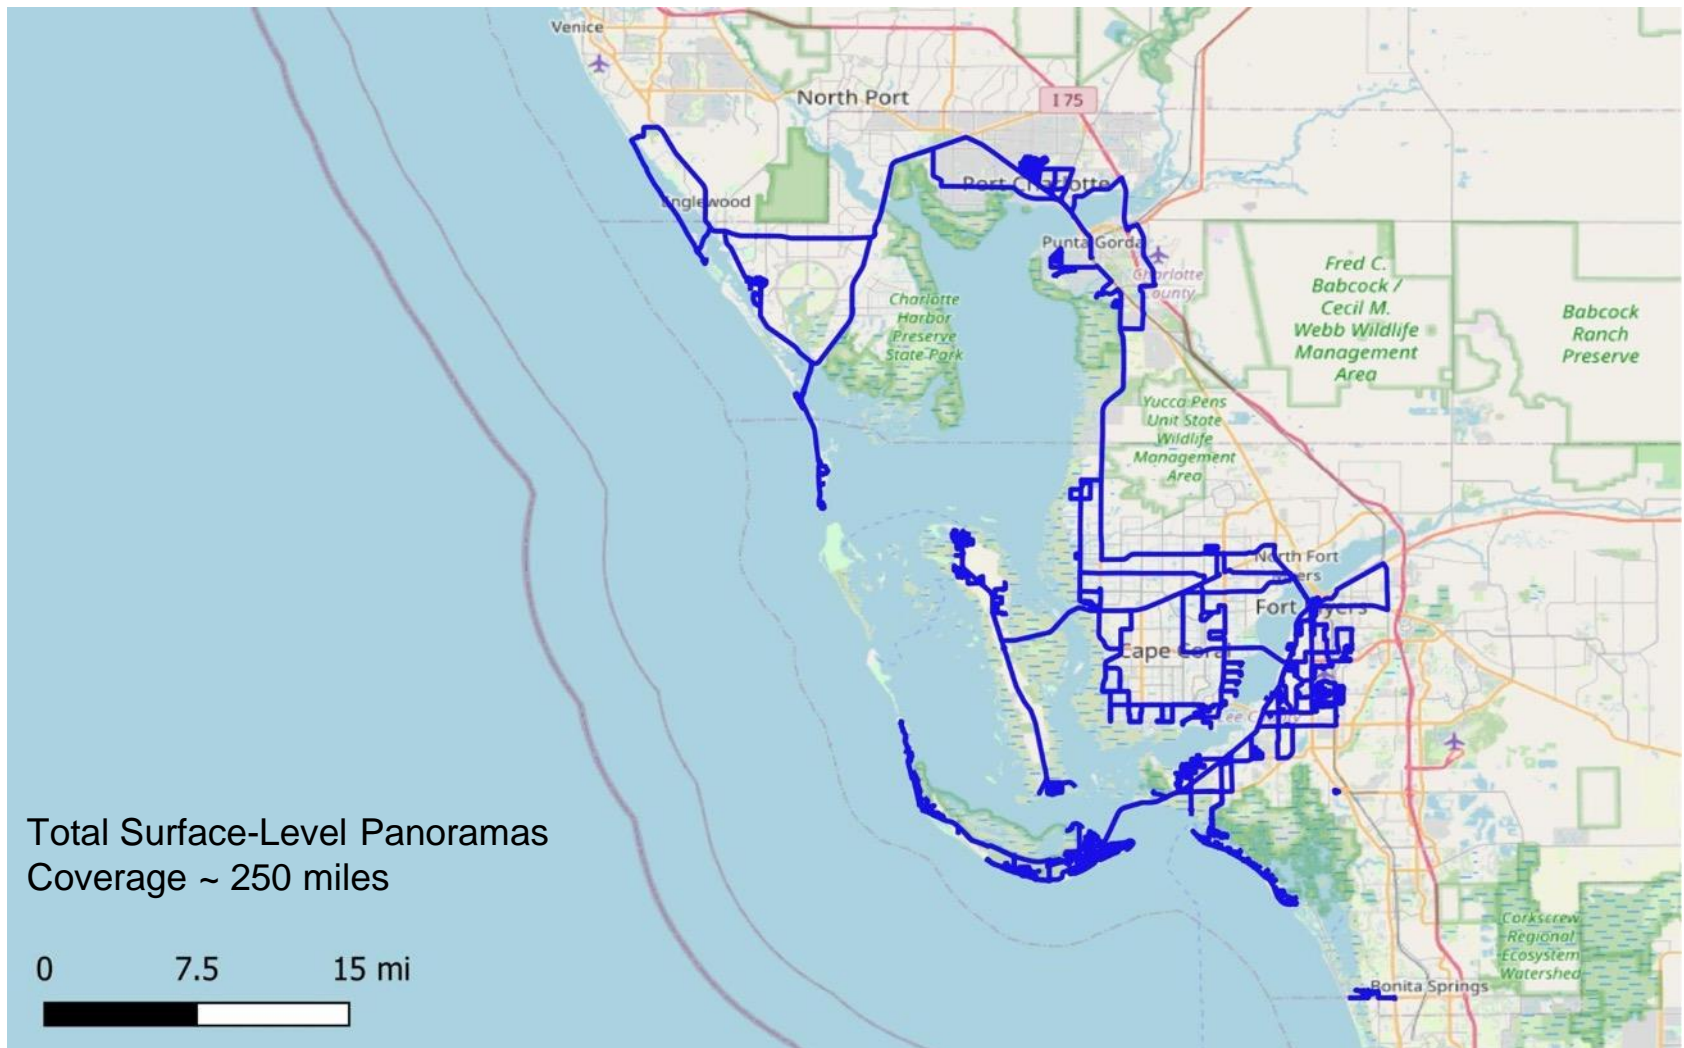 Venice
North Port
I 75
Port Charlotte
Englewood
Punta Gorda
Charlotte
County
Fred C.
Babcock /
Cecil M.
Webb Wildlife
Management
Area
Babcock
Ranch
Preserve
Charlotte
Harbor
Preserve
State Park
Yucca Pens
Unit State
Wildlife
Management
Area
North Fort
Myers
Fort Myers
Cape Coral
Lee County
Total Surface-Level Panoramas
Coverage ~ 250 miles
Corkscrew
Regional
Ecosystem
Watershed
Bonita Springs
0 7.5 15 mi